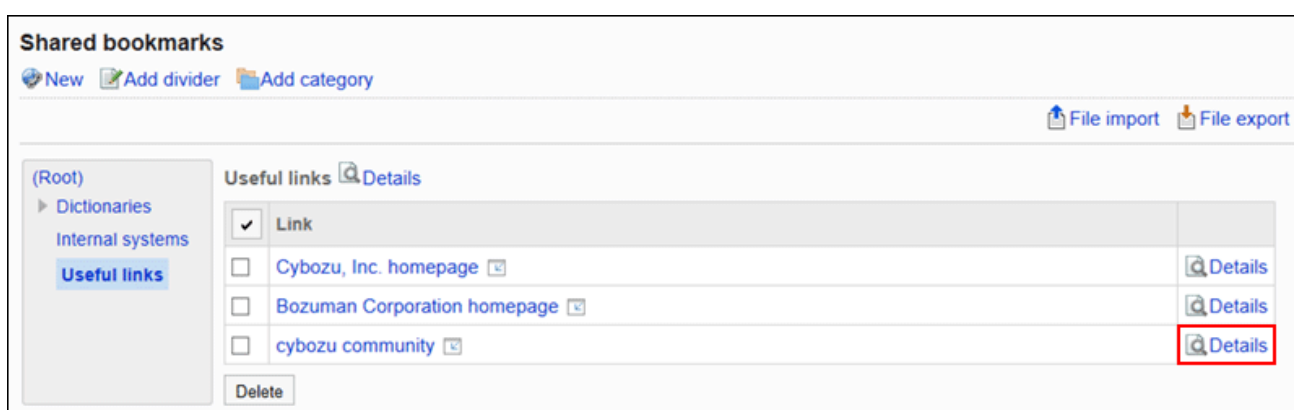 Shared bookmarks
New Add divider Add category
File import File export
(Root)
Dictionaries
Internal systems
Useful links
Useful links Details
Link
Cybozu, Inc. homepage Details
Bozuman Corporation homepage Details
cybozu community Details
Delete